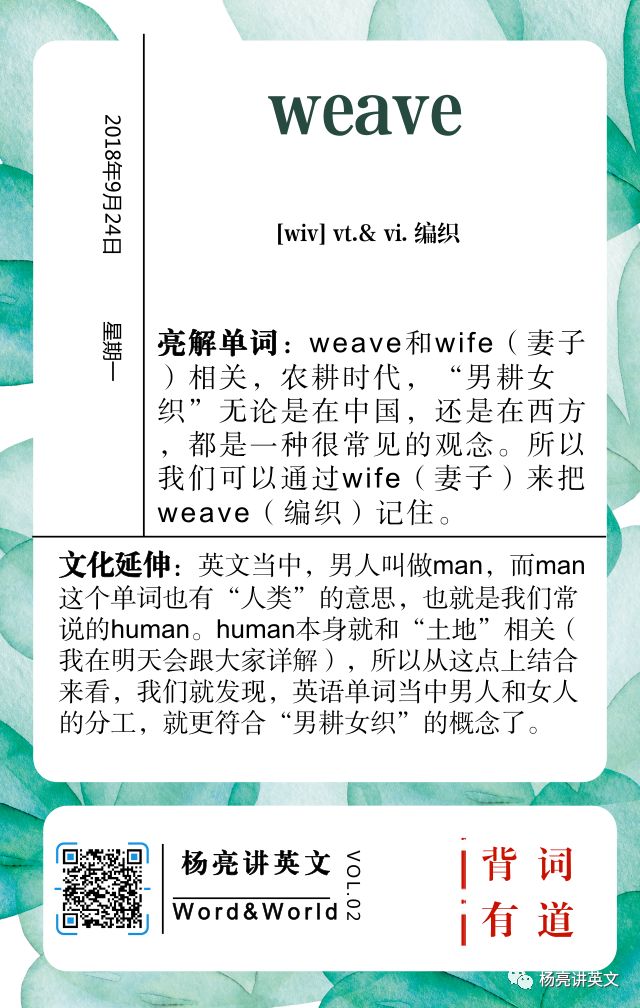 weave
2018年9月24日
星期一
[wiv] vt.& vi. 编织
亮解单词：weave和wife（妻子
）相关，农耕时代，“男耕女
织”无论是在中国，还是在西方
，都是一种很常见的观念。所以
我们可以通过wife（妻子）来把
weave（编织）记住。
文化延伸：英文当中，男人叫做man，而man
这个单词也有“人类”的意思，也就是我们常
说的human。human本身就和“土地”相关（
我在明天会跟大家详解），所以从这点上结合
来看，我们就发现，英语单词当中男人和女人
的分工，就更符合“男耕女织”的概念了。
杨亮讲英文
Word&World
VOL.02
背词
有道
杨亮讲英文